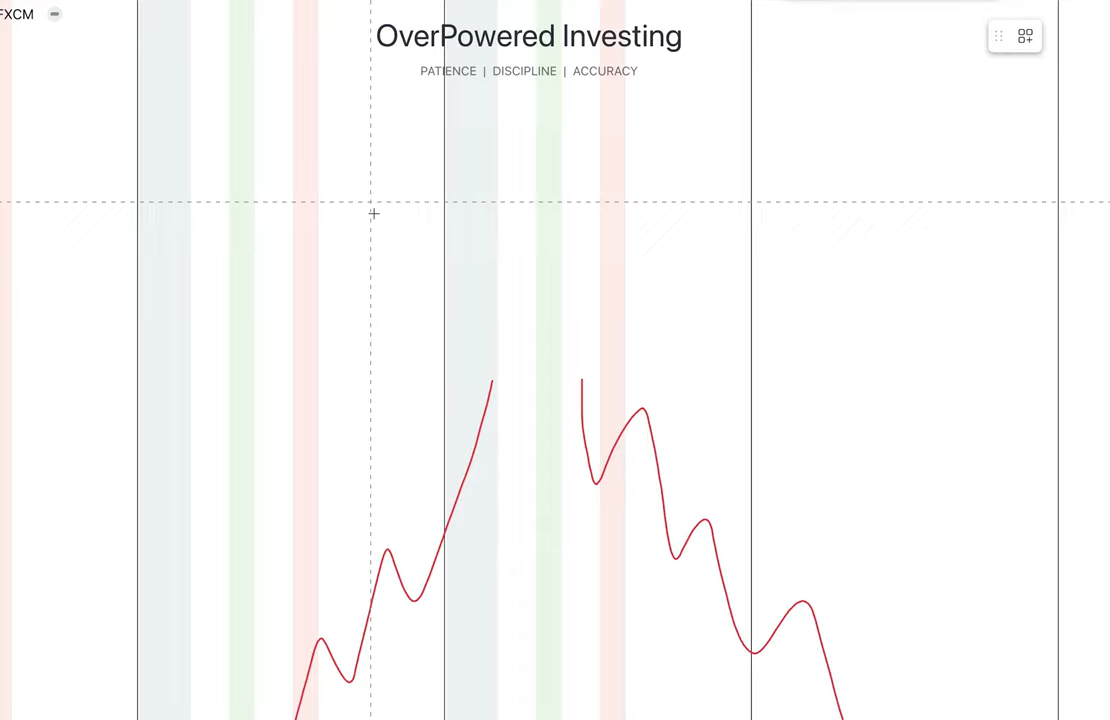 FXCM
OverPowered Investing
PATIENCE | DISCIPLINE | ACCURACY